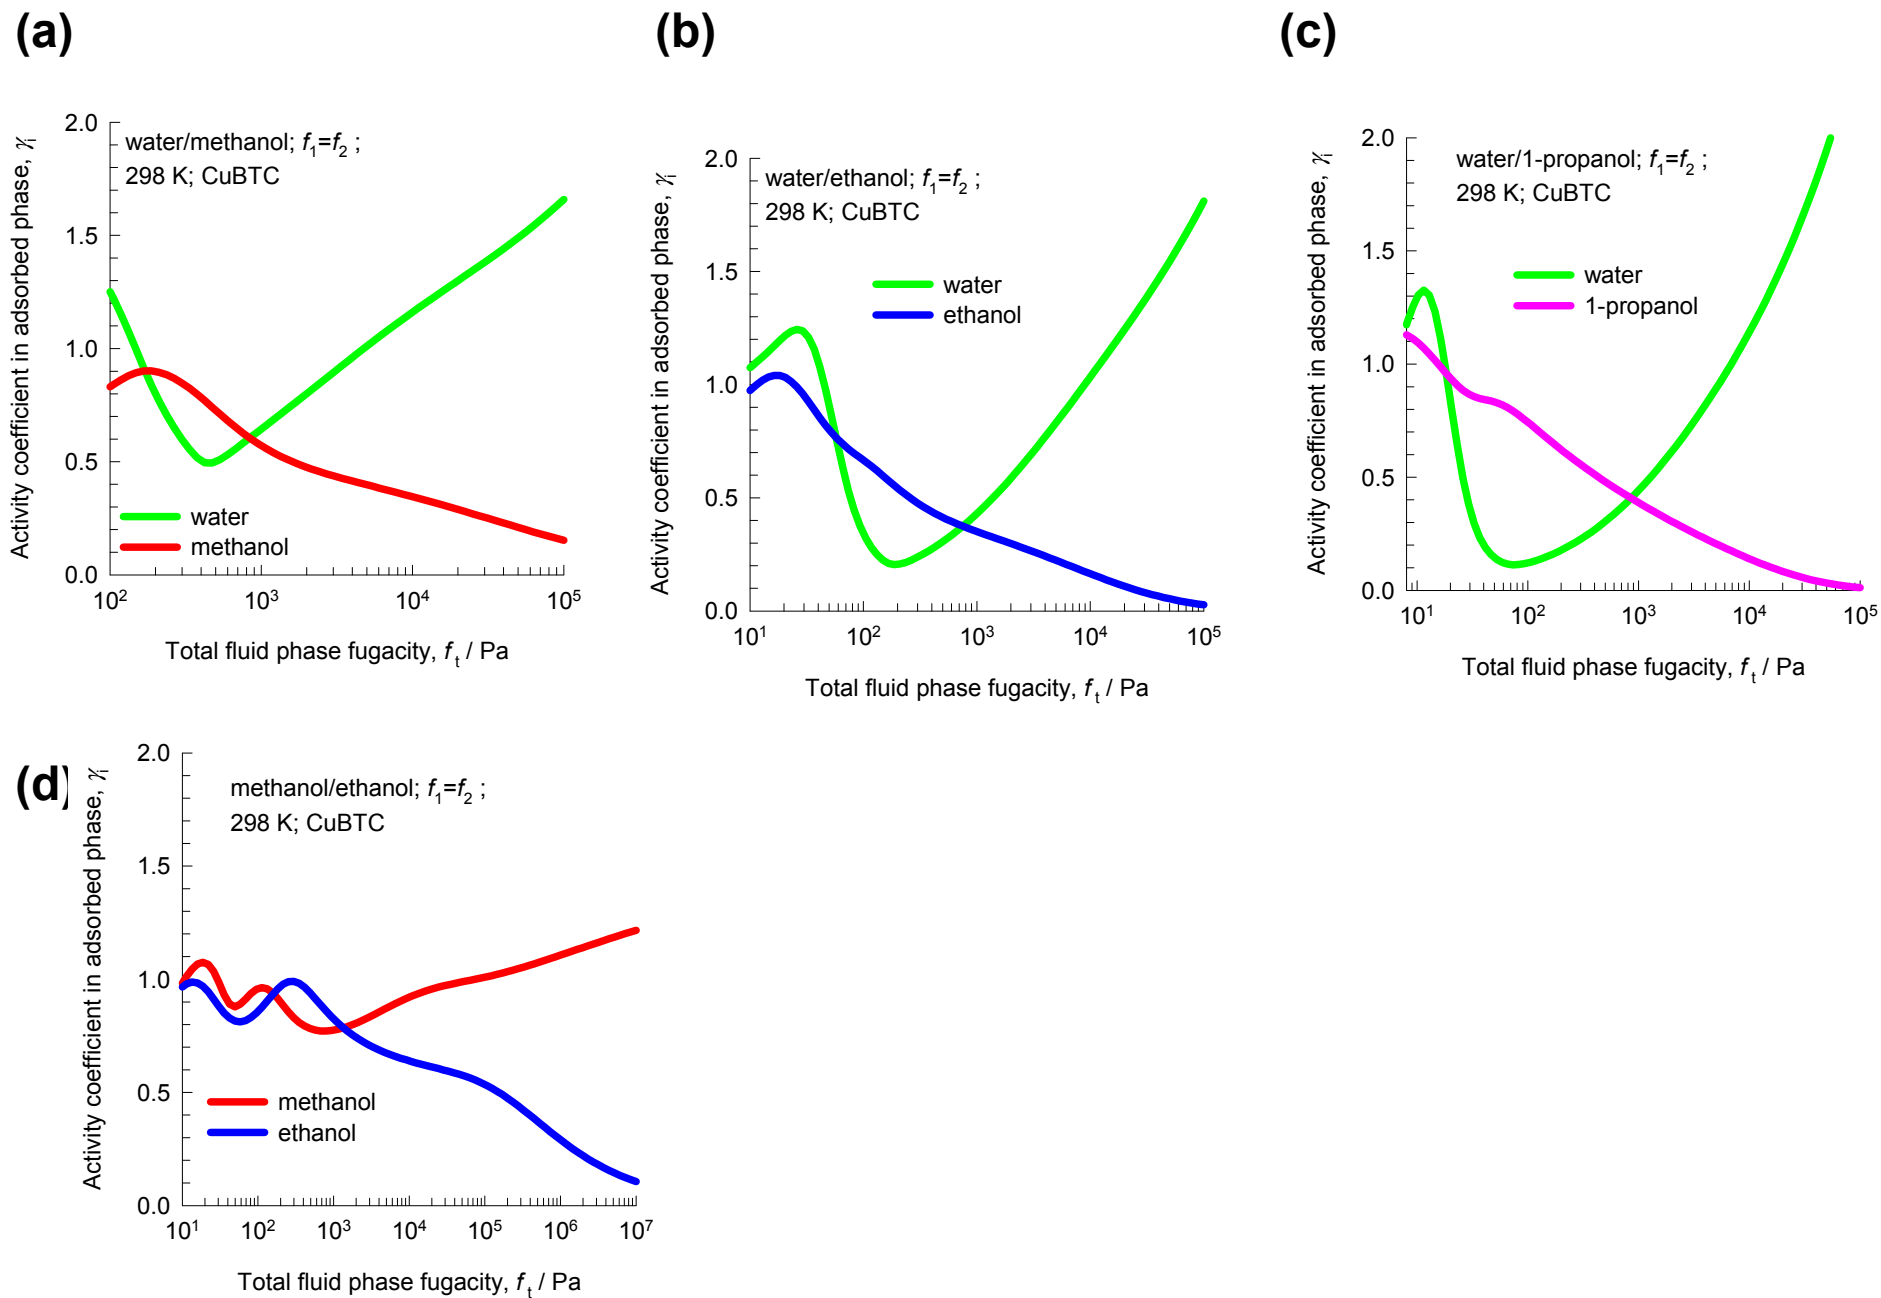 (a)
Activity coefficient in adsorbed phase, γi
2.0
1.5
1.0
0.5
0.0
water/methanol; f1=f2 ;
298 K; CuBTC
water
methanol
10² 10³ 10⁴ 10⁵
Total fluid phase fugacity, ft / Pa
(b)
Activity coefficient in adsorbed phase, γi
2.0
1.5
1.0
0.5
0.0
water/ethanol; f1=f2 ;
298 K; CuBTC
water
ethanol
10¹ 10² 10³ 10⁴ 10⁵
Total fluid phase fugacity, ft / Pa
(c)
Activity coefficient in adsorbed phase, γi
2.0
1.5
1.0
0.5
0.0
water/1-propanol; f1=f2 ;
298 K; CuBTC
water
1-propanol
10¹ 10² 10³ 10⁴ 10⁵
Total fluid phase fugacity, ft / Pa
(d)
Activity coefficient in adsorbed phase, γi
2.0
1.5
1.0
0.5
0.0
methanol/ethanol; f1=f2 ;
298 K; CuBTC
methanol
ethanol
10¹ 10² 10³ 10⁴ 10⁵ 10⁶ 10⁷
Total fluid phase fugacity, ft / Pa